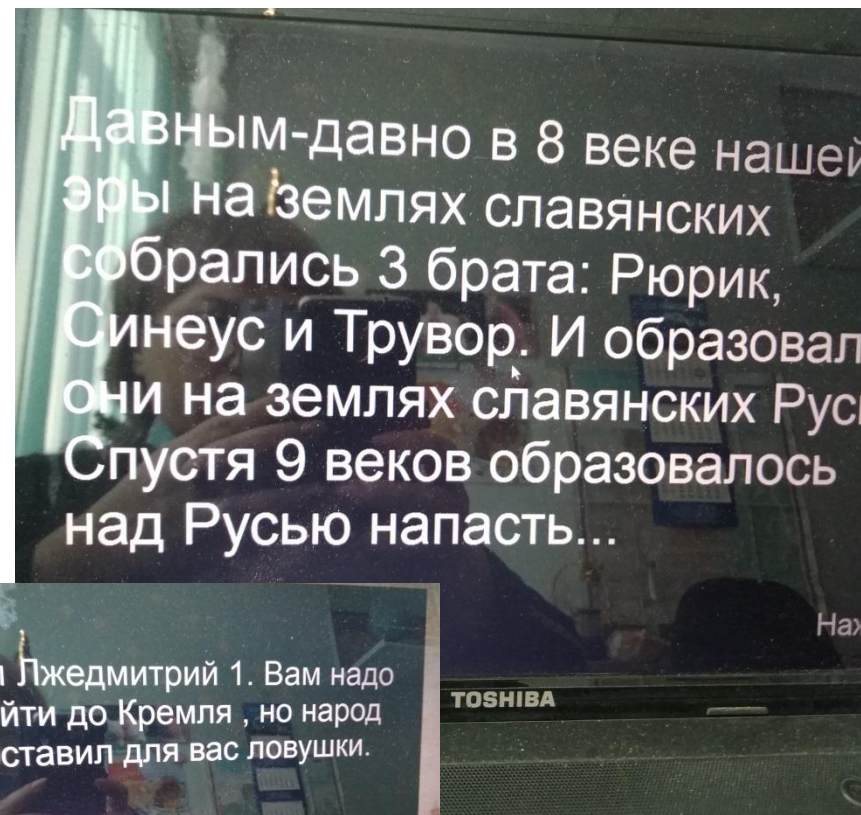 Давным-давно в 8 веке нашей
эры на землях славянских
собрались 3 брата: Рюрик,
Синеус и Трувор. И образовал
они на землях славянских Рус
Спустя 9 веков образовалось
над Русью напасть...
Наж
TOSHIBA
Лжедмитрий 1. Вам надо
йти до Кремля , но народ
ставил для вас ловушки.